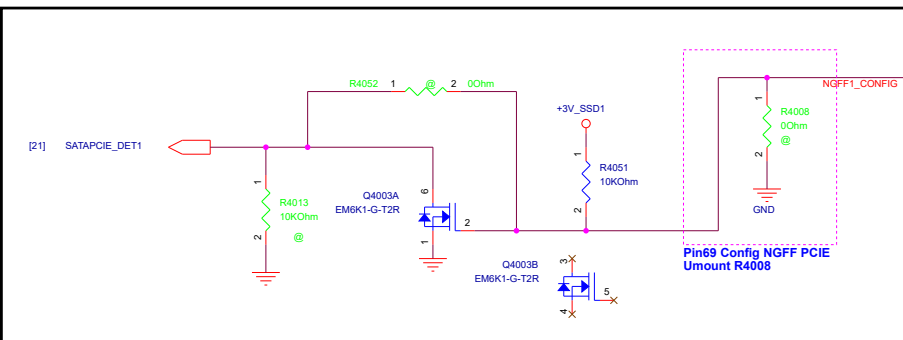 R4052 1 @ 2 0Ohm
+3V_SSD1
NGFF1_CONFIG
1
R4008
0Ohm
@
2
GND
[21] SATAPCIE_DET1
1
R4051
10KOhm
2
1
R4013
10KOhm
2
@
Q4003A
EM6K1-G-T2R
6
2
1
Pin69 Config NGFF PCIE
Umount R4008
Q4003B
EM6K1-G-T2R
3
5
4